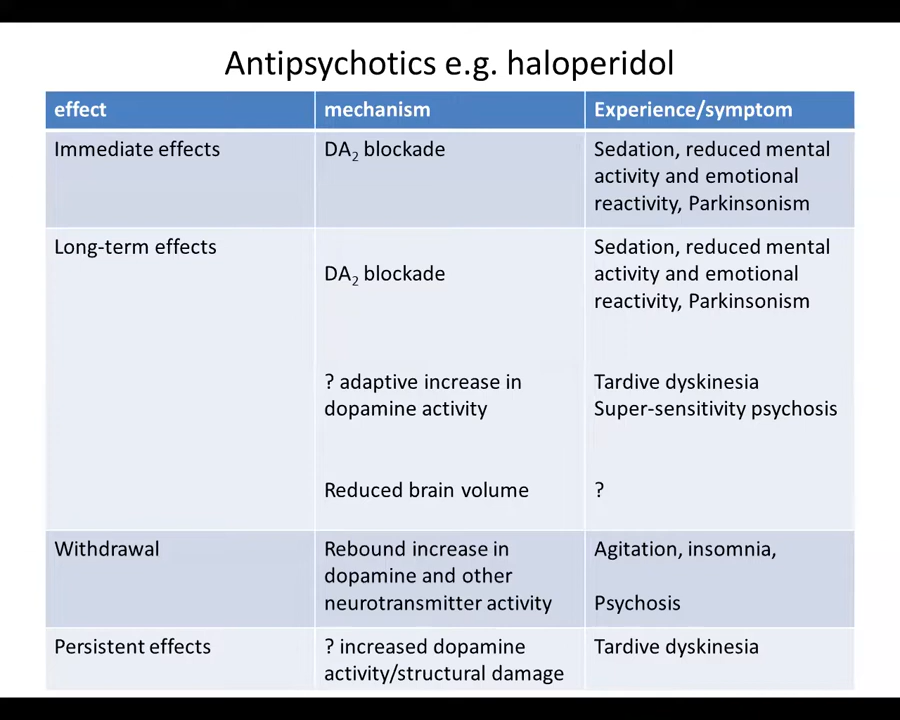 Antipsychotics e.g. haloperidol
effect mechanism Experience/symptom
Immediate effects DA₂ blockade Sedation, reduced mental
activity and emotional
reactivity, Parkinsonism
Long-term effects Sedation, reduced mental
DA₂ blockade activity and emotional
reactivity, Parkinsonism
? adaptive increase in Tardive dyskinesia
dopamine activity Super-sensitivity psychosis
Reduced brain volume ?
Withdrawal Rebound increase in Agitation, insomnia,
dopamine and other
neurotransmitter activity Psychosis
Persistent effects ? increased dopamine Tardive dyskinesia
activity/structural damage